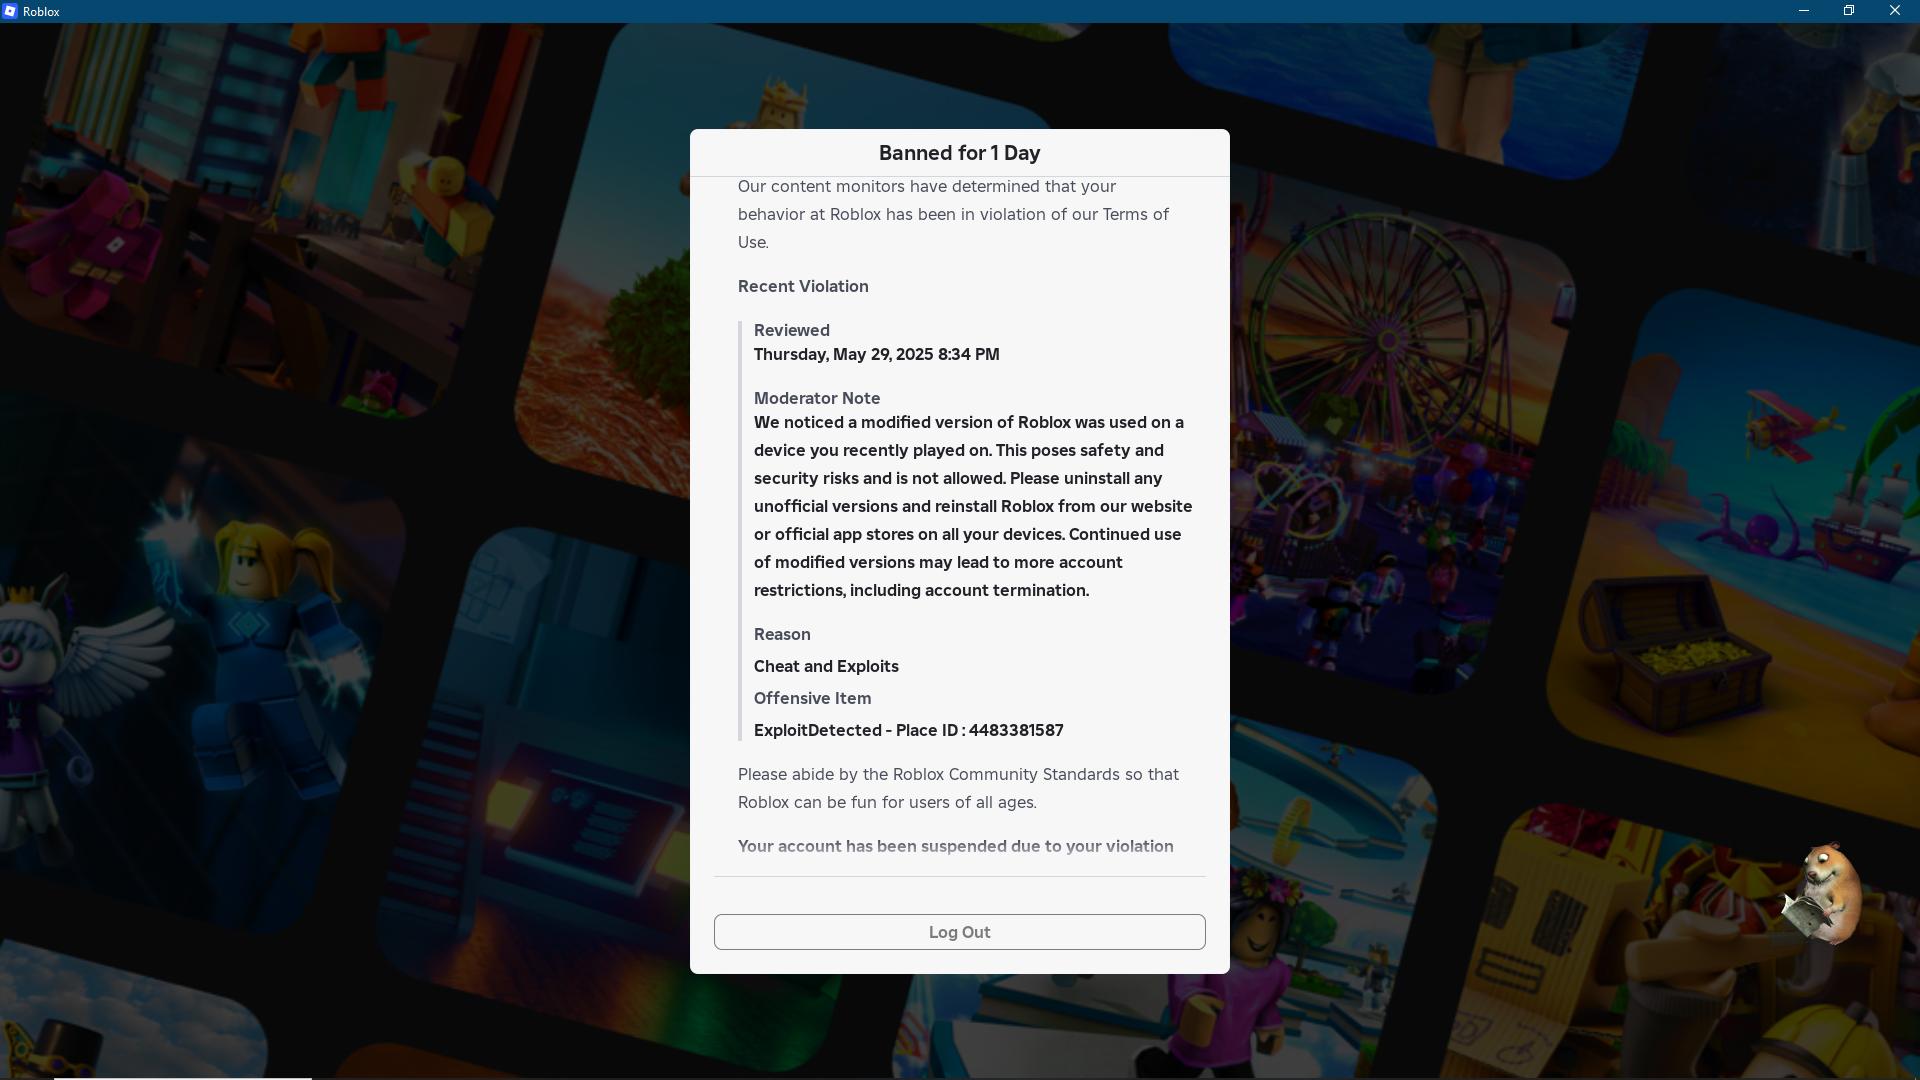 Roblox
Banned for 1 Day
Our content monitors have determined that your
behavior at Roblox has been in violation of our Terms of
Use.
Recent Violation
Reviewed
Thursday, May 29, 2025 8:34 PM
Moderator Note
We noticed a modified version of Roblox was used on a
device you recently played on. This poses safety and
security risks and is not allowed. Please uninstall any
unofficial versions and reinstall Roblox from our website
or official app stores on all your devices. Continued use
of modified versions may lead to more account
restrictions, including account termination.
Reason
Cheat and Exploits
Offensive Item
ExploitDetected - Place ID : 4483381587
Please abide by the Roblox Community Standards so that
Roblox can be fun for users of all ages.
Your account has been suspended due to your violation
Log Out